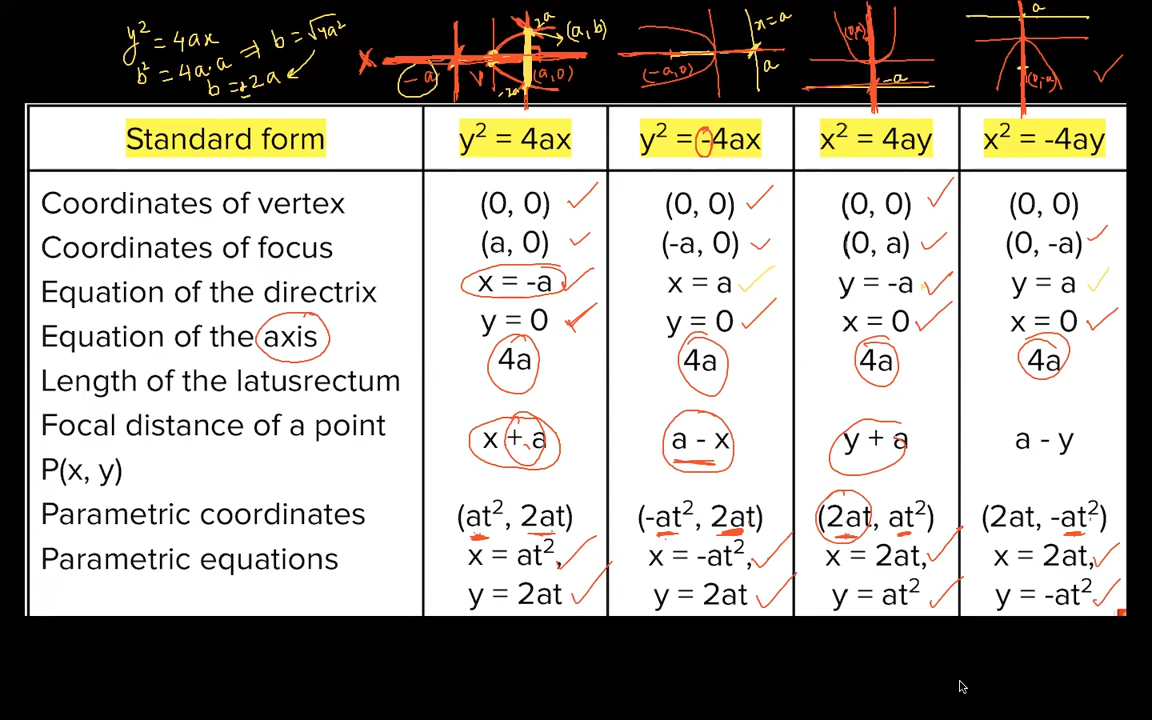 y² = 4ax
b² = 4a·a ⇒ b = √4a²
b = ±2a
X
-a
V
2a
-2a
(a, b)
(a, 0)
(-a, 0)
x = a
a
(0, a)
-a
a
(0, -a)
Standard form y² = 4ax y² = -4ax x² = 4ay x² = -4ay
Coordinates of vertex (0, 0) (0, 0) (0, 0) (0, 0)
Coordinates of focus (a, 0) (-a, 0) (0, a) (0, -a)
Equation of the directrix x = -a x = a y = -a y = a
Equation of the axis y = 0 y = 0 x = 0 x = 0
Length of the latusrectum 4a 4a 4a 4a
Focal distance of a point x + a a - x y + a a - y
P(x, y)
Parametric coordinates (at², 2at) (-at², 2at) (2at, at²) (2at, -at²)
Parametric equations x = at², x = -at², x = 2at, x = 2at,
y = 2at y = 2at y = at² y = -at²